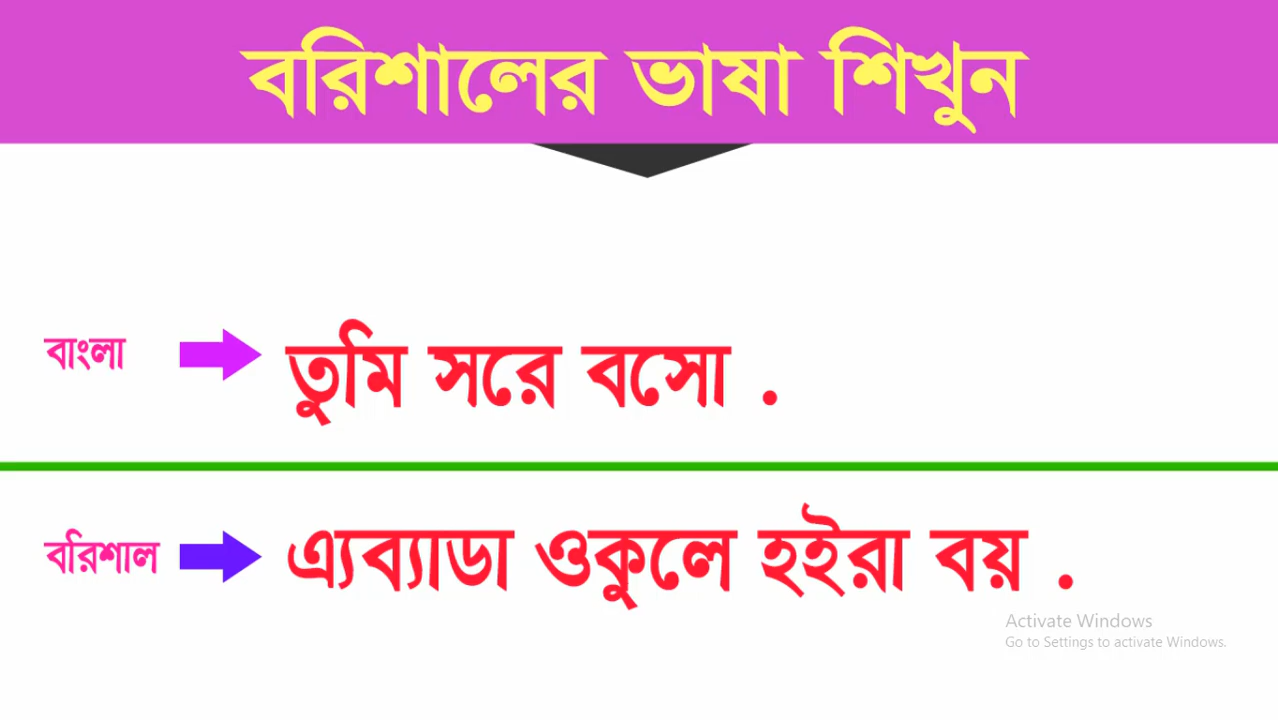 বরিশালের ভাষা শিখুন
বাংলা তুমি সরে বসো .
বরিশাল এ্যব্যাডা ওকুলে হইরা বয় .
Activate Windows
Go to Settings to activate Windows.